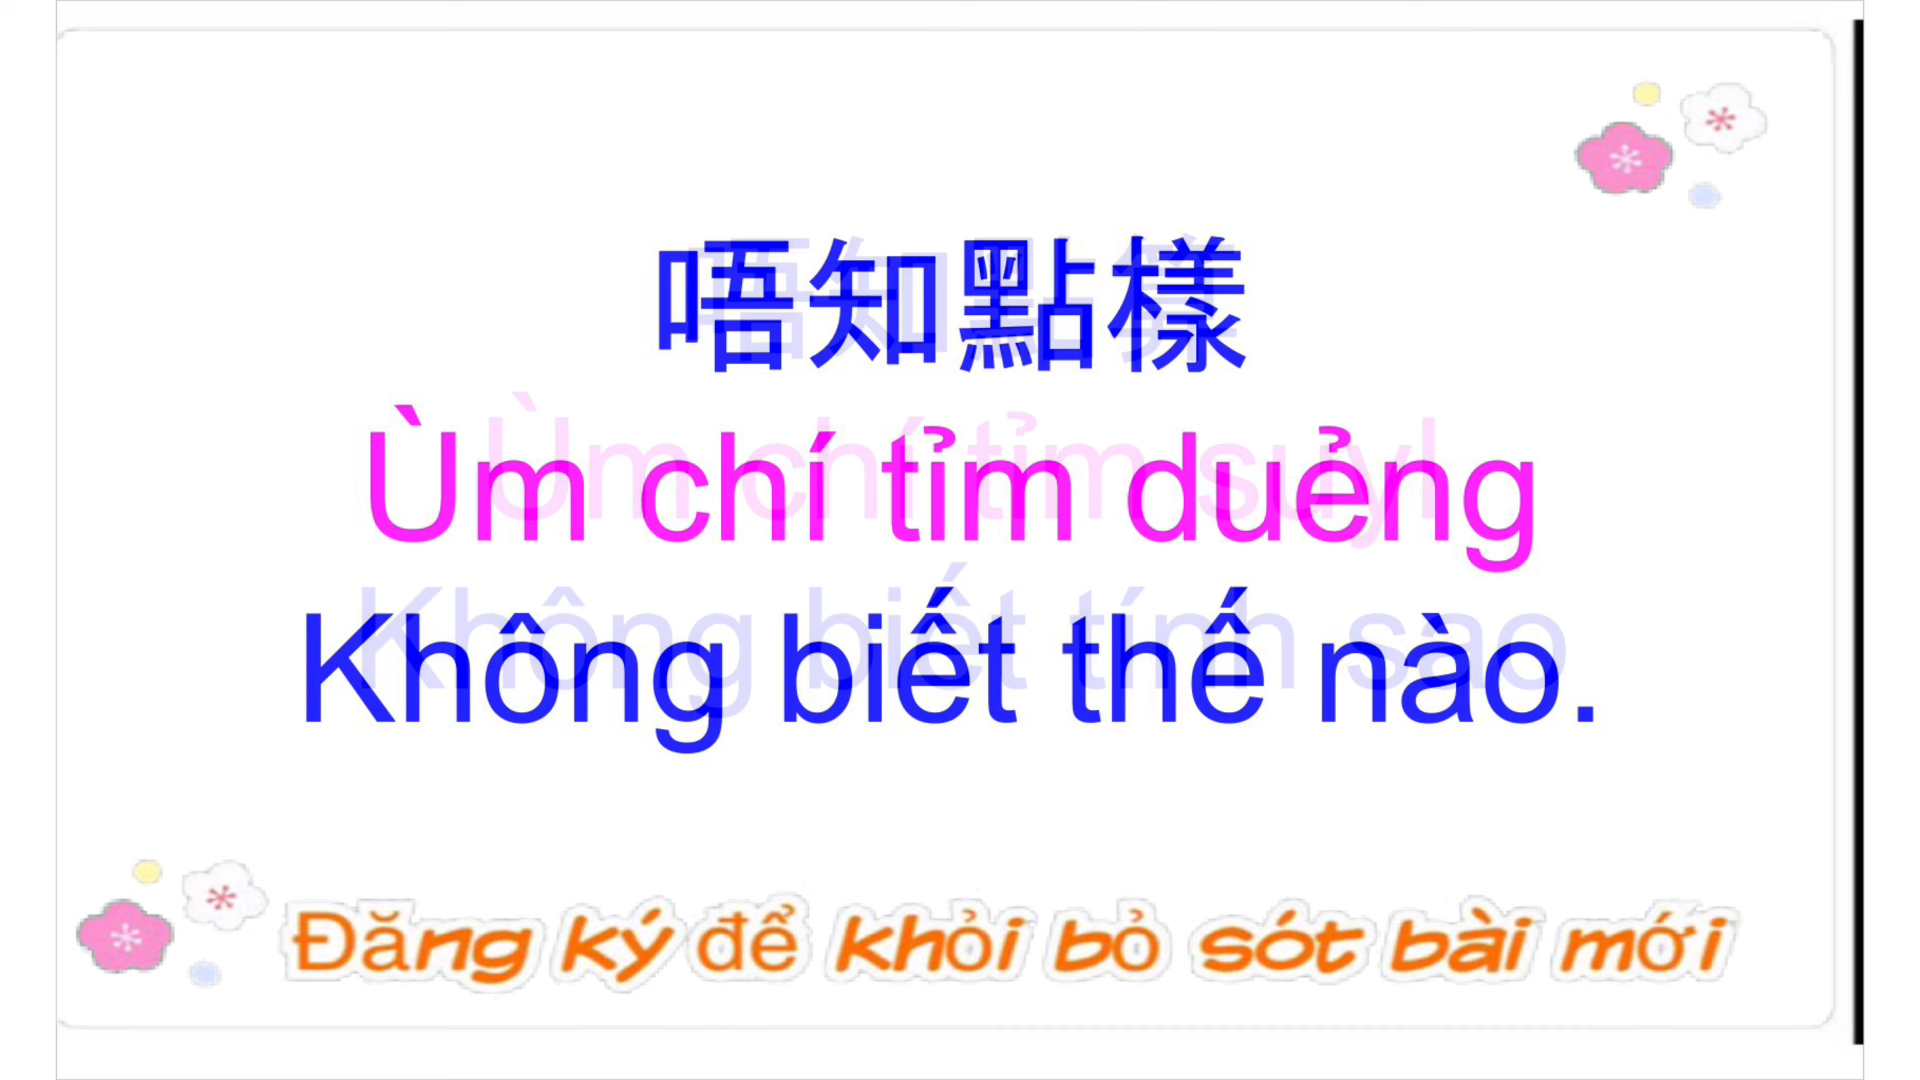 唔知點樣
Ùm chí tỉm duẻng
Không biết thế nào.
Đăng ký để khỏi bỏ sót bài mới